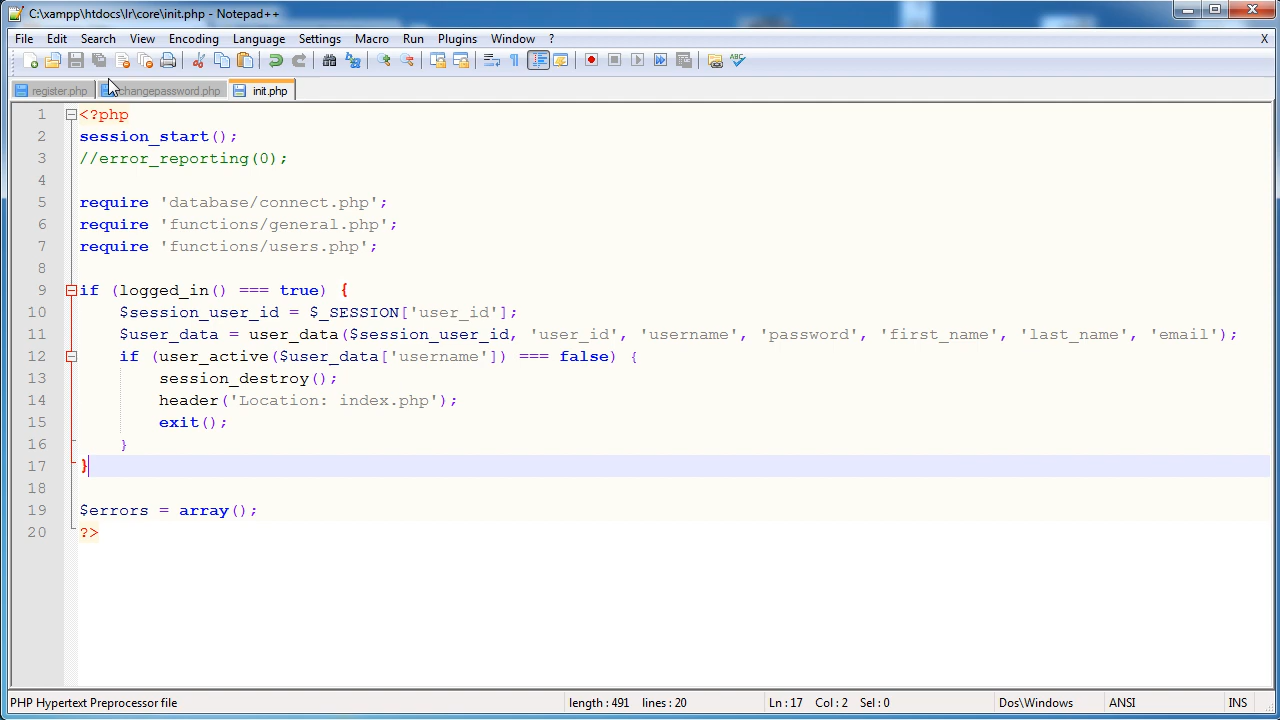 C:\xampp\htdocs\lr\core\init.php - Notepad++
File Edit Search View Encoding Language Settings Macro Run Plugins Window ? X
register.php changepassword.php init.php
1 <?php
2 session_start();
3 //error_reporting(0);
4
5 require 'database/connect.php';
6 require 'functions/general.php';
7 require 'functions/users.php';
8
9 if (logged_in() === true) {
10 $session_user_id = $_SESSION['user_id'];
11 $user_data = user_data($session_user_id, 'user_id', 'username', 'password', 'first_name', 'last_name', 'email');
12 if (user_active($user_data['username']) === false) {
13 session_destroy();
14 header('Location: index.php');
15 exit();
16 }
17 }
18
19 $errors = array();
20 ?>
PHP Hypertext Preprocessor file length : 491 lines : 20 Ln : 17 Col : 2 Sel : 0 Dos\Windows ANSI INS